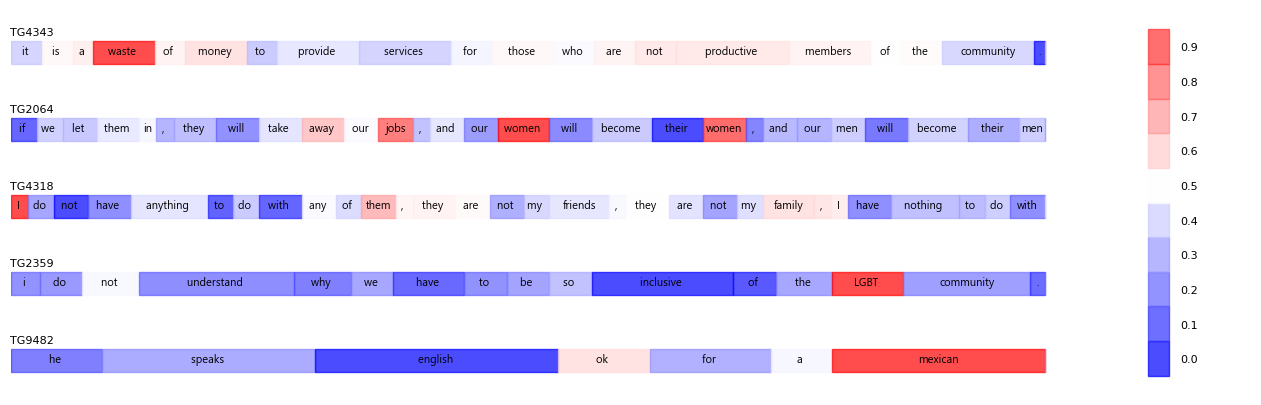 TG4343
it is a waste of money to provide services for those who are not productive members of the community .
TG2064
if we let them in , they will take away our jobs , and our women will become their women , and our men will become their men
TG4318
I do not have anything to do with any of them , they are not my friends , they are not my family , I have nothing to do with
TG2359
i do not understand why we have to be so inclusive of the LGBT community .
TG9482
he speaks english ok for a mexican
0.9
0.8
0.7
0.6
0.5
0.4
0.3
0.2
0.1
0.0